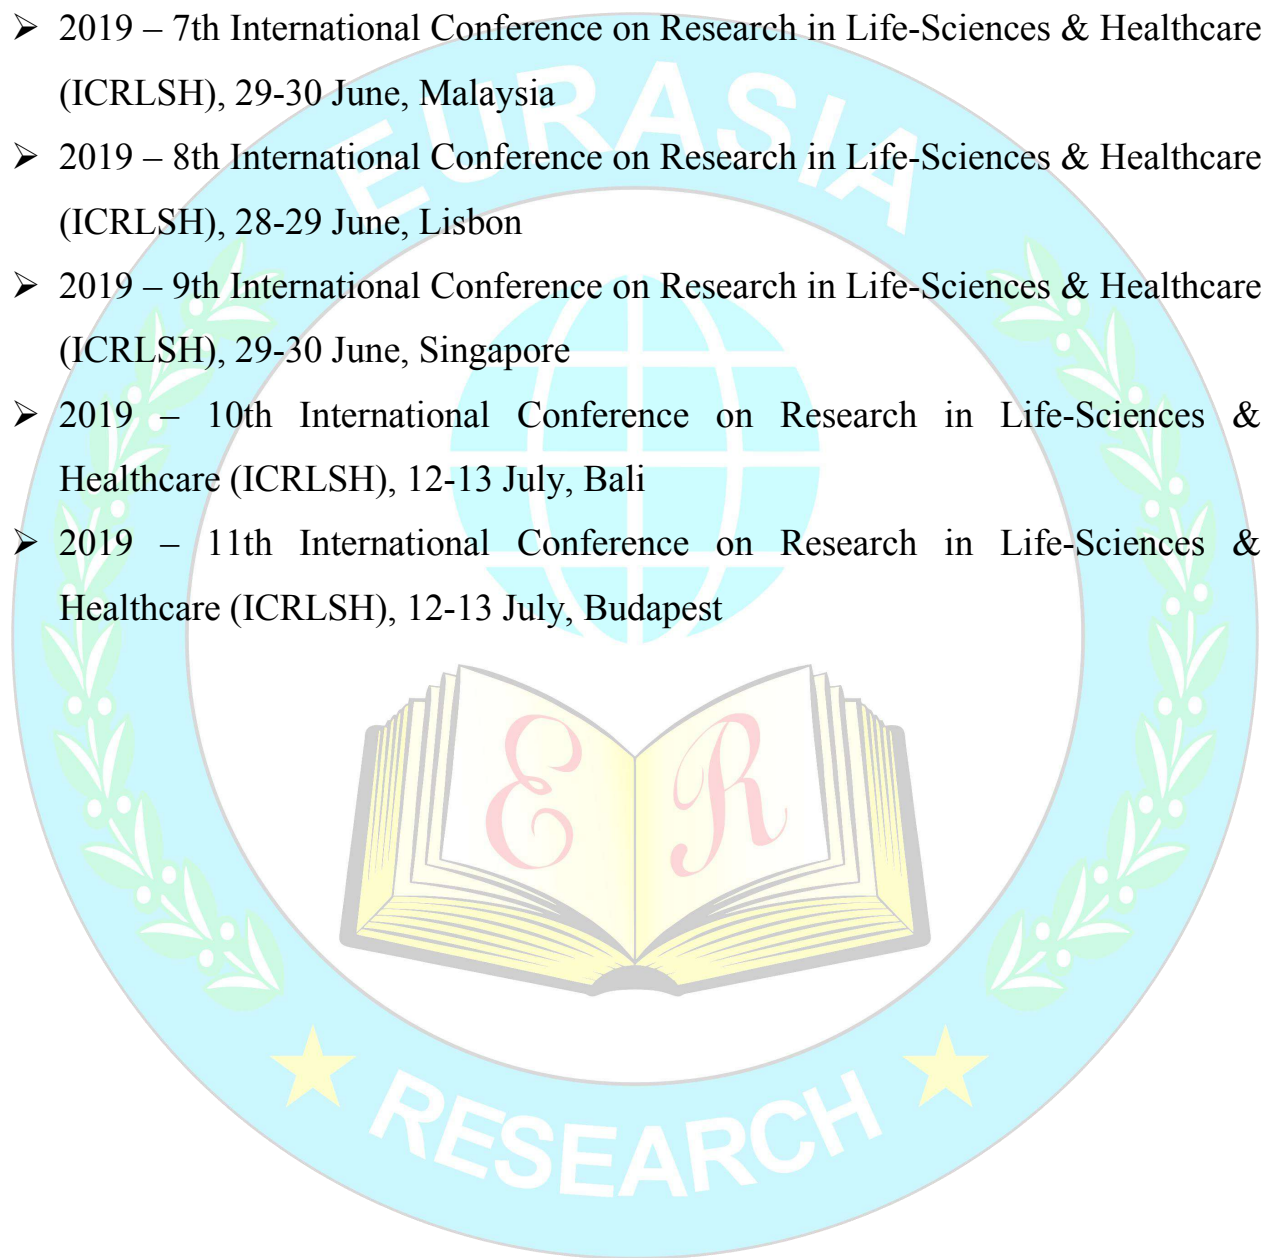 ➢ 2019 – 7th International Conference on Research in Life-Sciences & Healthcare
(ICRLSH), 29-30 June, Malaysia
➢ 2019 – 8th International Conference on Research in Life-Sciences & Healthcare
(ICRLSH), 28-29 June, Lisbon
➢ 2019 – 9th International Conference on Research in Life-Sciences & Healthcare
(ICRLSH), 29-30 June, Singapore
➢ 2019 – 10th International Conference on Research in Life-Sciences &
Healthcare (ICRLSH), 12-13 July, Bali
➢ 2019 – 11th International Conference on Research in Life-Sciences &
Healthcare (ICRLSH), 12-13 July, Budapest
EURASIA
E R
RESEARCH